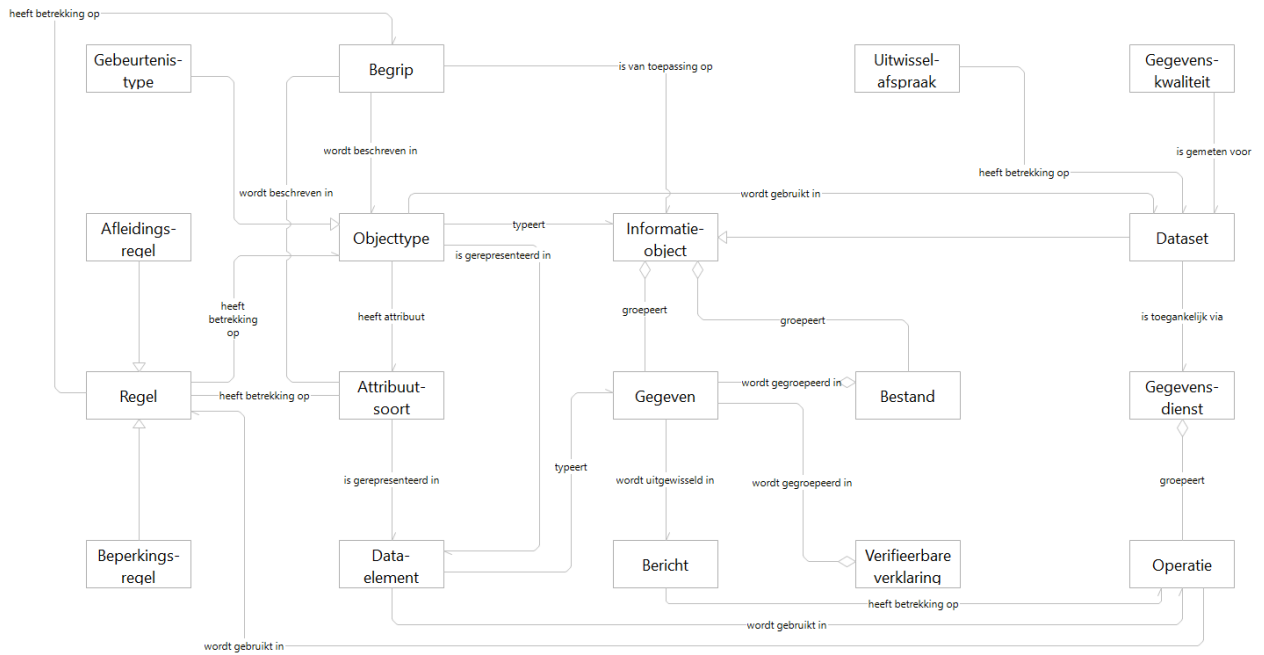 heeft betrekking op
Gebeurtenis-
type
Begrip
is van toepassing op
Uitwissel-
afspraak
Gegevens-
kwaliteit
wordt beschreven in
is gemeten voor
heeft betrekking op
wordt beschreven in
wordt gebruikt in
Afleidings-
regel
Objecttype
typeert
Informatie-
object
Dataset
is gerepresenteerd in
heeft
betrekking
op
heeft attribuut
groepeert
groepeert
is toegankelijk via
Regel
heeft betrekking op
Attribuut-
soort
Gegeven
wordt gegroepeerd in
Bestand
Gegevens-
dienst
typeert
is gerepresenteerd in
wordt uitgewisseld in
wordt gegroepeerd in
groepeert
Beperkings-
regel
Data-
element
Bericht
Verifieerbare
verklaring
Operatie
heeft betrekking op
wordt gebruikt in
wordt gebruikt in